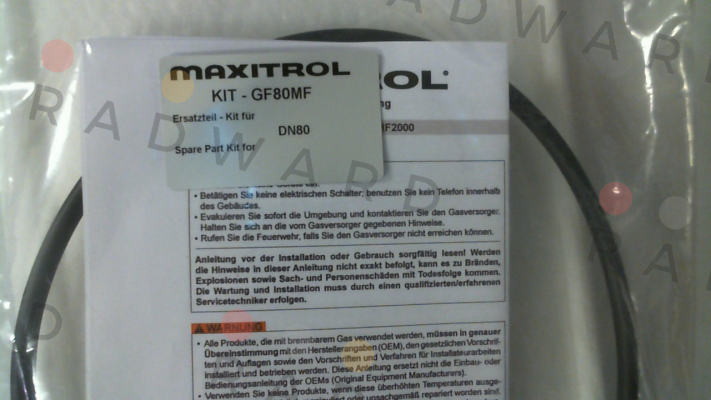 MAXITROL
KIT - GF80MF
Ersatzteil - Kit für
DN80
Spare Part Kit for
ROL®
ng
HF2000
• Betätigen Sie keine elektrischen Schalter; benutzen Sie kein Telefon innerhalb
des Gebäudes.
• Evakuieren Sie sofort die Umgebung und kontaktieren Sie den Gasversorger.
Halten Sie sich an die vom Gasversorger gegebenen Hinweise.
• Rufen Sie die Feuerwehr, falls Sie den Gasversorger nicht erreichen können.
Anleitung vor der Installation oder Gebrauch sorgfältig lesen! Werden
die Hinweise in dieser Anleitung nicht exakt befolgt, kann es zu Bränden,
Explosionen sowie Sach- und Personenschäden mit Todesfolge kommen.
Die Wartung und Installation muss durch einen qualifizierten/erfahrenen
Servicetechniker erfolgen.
WARNUNG
• Alle Produkte, die mit brennbarem Gas verwendet werden, müssen in genauer
Übereinstimmung mit den Herstellerangaben (OEM), den gesetzlichen Vorschrif-
ten und Auflagen sowie den Vorschriften und Verfahren für Installateurarbeiten
installiert und betrieben werden. Diese Anleitung ersetzt nicht die Einbau- oder
Bedienungsanleitung der OEMs (Original Equipment Manufacturers).
• Verwenden Sie keine Produkte, wenn diese überhöhten Temperaturen ausge-
oder unsachgemäß repariert worden sind.
RADWARD
RADWARD